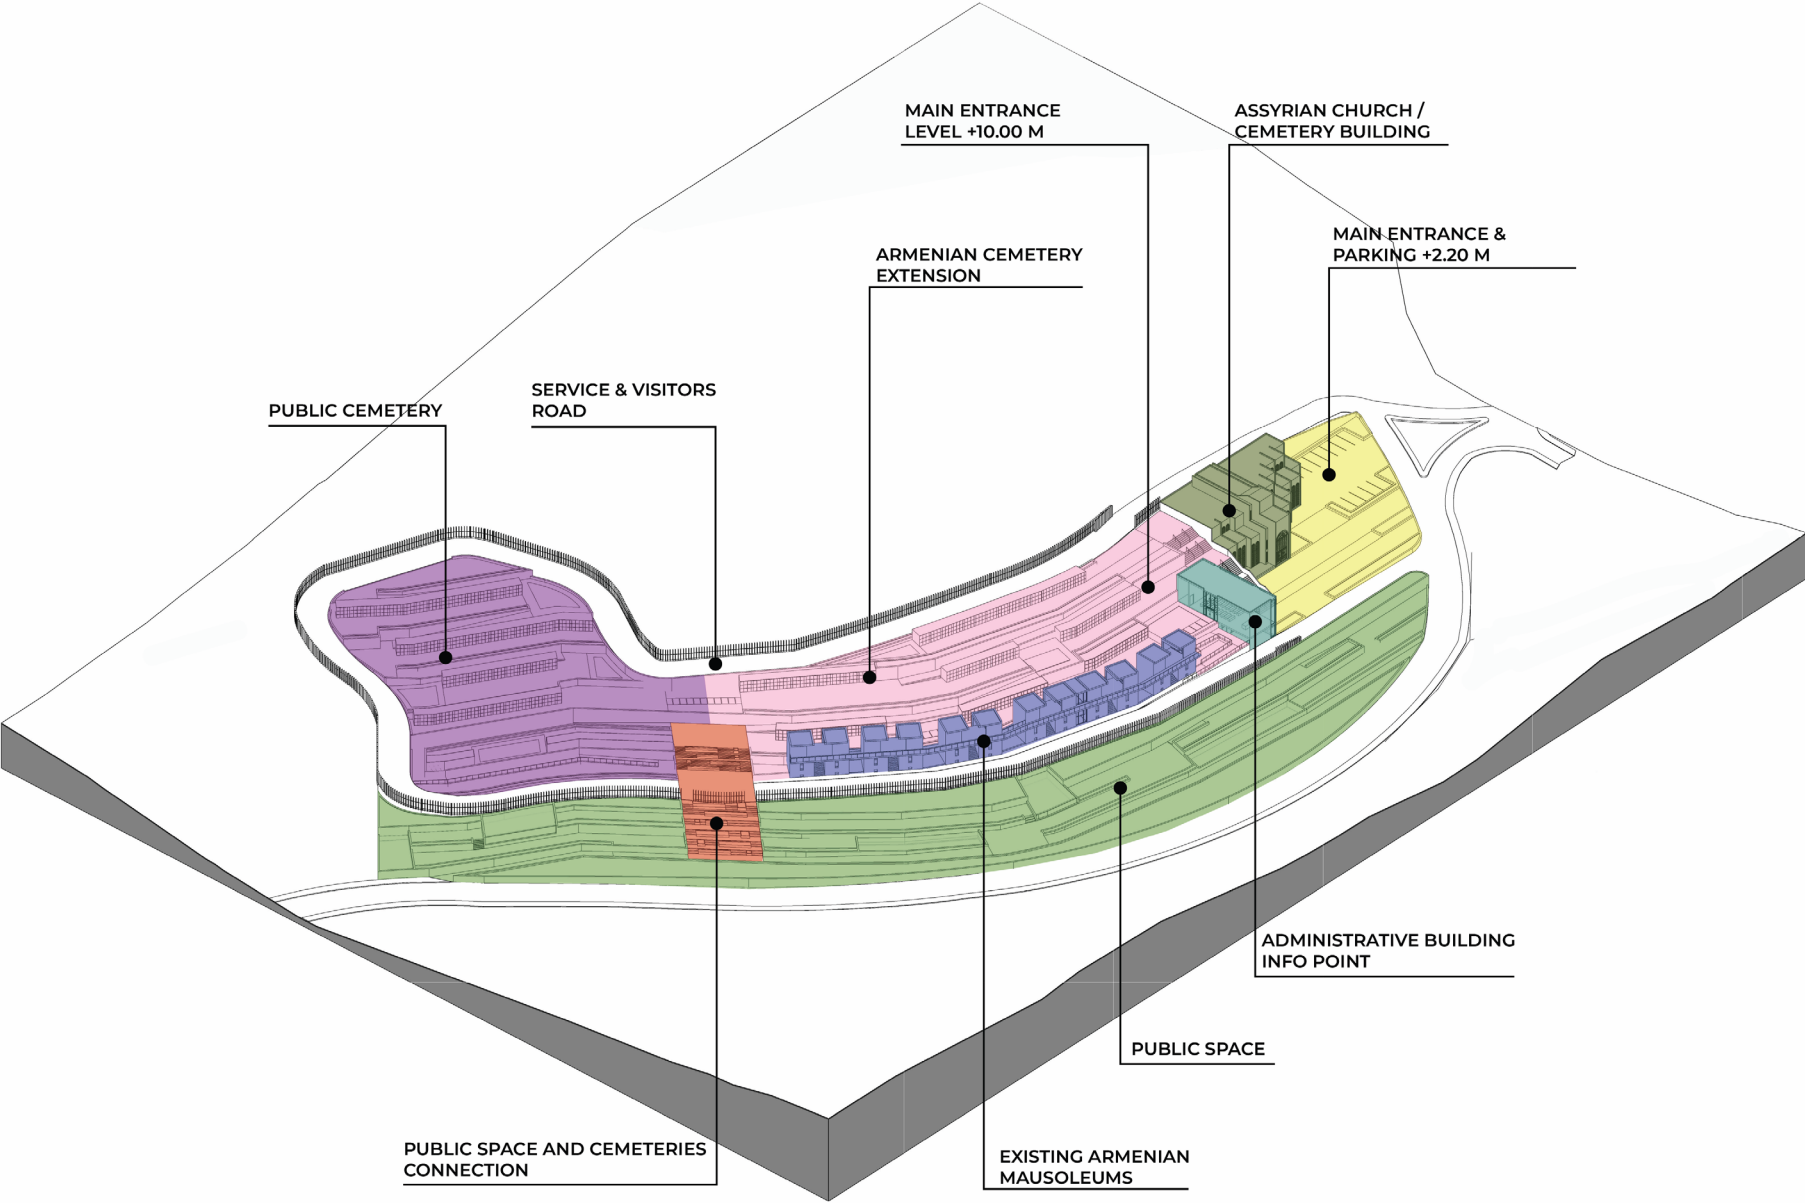 MAIN ENTRANCE
LEVEL +10.00 M
ASSYRIAN CHURCH /
CEMETERY BUILDING
MAIN ENTRANCE &
PARKING +2.20 M
ARMENIAN CEMETERY
EXTENSION
SERVICE & VISITORS
ROAD
PUBLIC CEMETERY
ADMINISTRATIVE BUILDING
INFO POINT
PUBLIC SPACE
PUBLIC SPACE AND CEMETERIES
CONNECTION
EXISTING ARMENIAN
MAUSOLEUMS